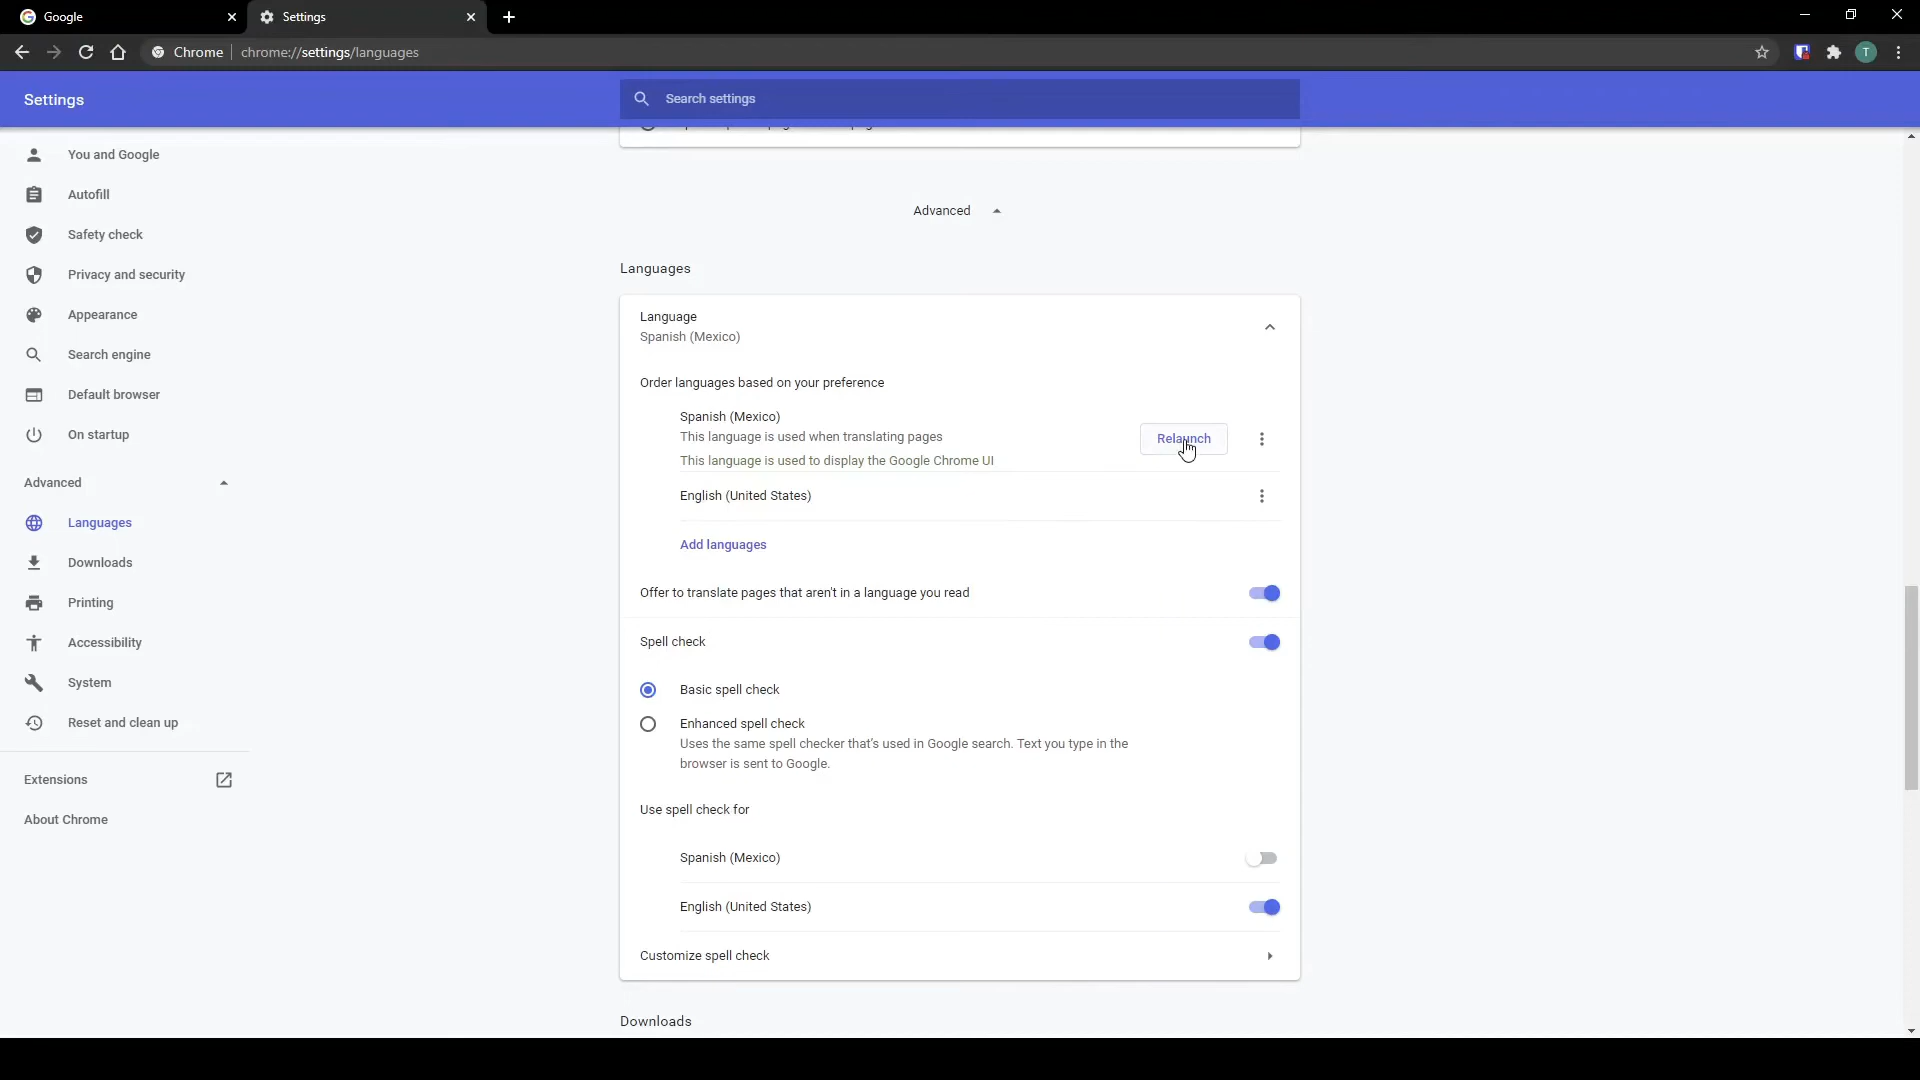 Google
Settings
Chrome
chrome://settings/languages
T
Settings
Search settings
You and Google
Autofill
Safety check
Privacy and security
Appearance
Search engine
Default browser
On startup
Advanced
Languages
Downloads
Printing
Accessibility
System
Reset and clean up
Extensions
About Chrome
Advanced
Languages
Language
Spanish (Mexico)
Order languages based on your preference
Spanish (Mexico)
This language is used when translating pages
This language is used to display the Google Chrome UI
Relaunch
English (United States)
Add languages
Offer to translate pages that aren't in a language you read
Spell check
Basic spell check
Enhanced spell check
Uses the same spell checker that's used in Google search. Text you type in the
browser is sent to Google.
Use spell check for
Spanish (Mexico)
English (United States)
Customize spell check
Downloads